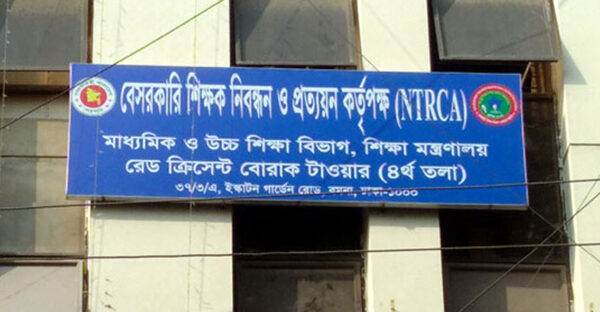 বেসরকারি শিক্ষক নিবন্ধন ও প্রত্যয়ন কর্তৃপক্ষ (NTRCA)
মাধ্যমিক ও উচ্চ শিক্ষা বিভাগ, শিক্ষা মন্ত্রণালয়
রেড ক্রিসেন্ট বোরাক টাওয়ার (৪র্থ তলা)
৩৭/৩/এ, ইস্কাটন গার্ডেন রোড, রমনা, ঢাকা-১০০০